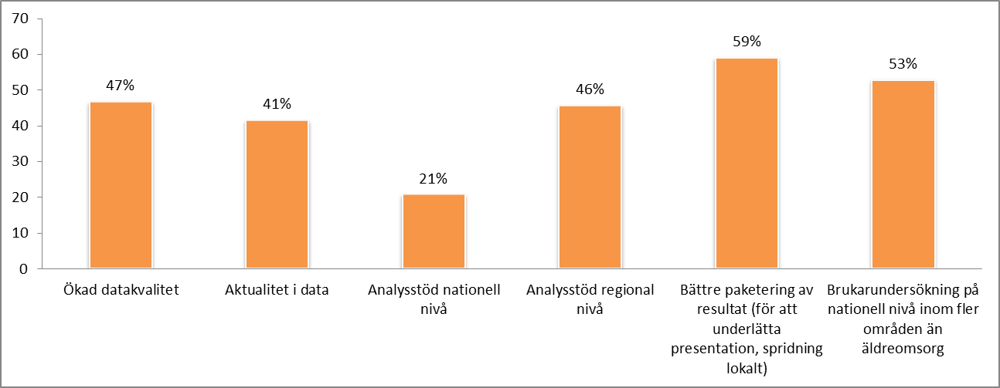 70
60
50
40
30
20
10
0
47%
41%
21%
46%
59%
53%
Ökad datakvalitet
Aktualitet i data
Analysstöd nationell
nivå
Analysstöd regional
nivå
Bättre paketering av
resultat (för att
underlätta
presentation, spridning
lokalt)
Brukarundersökning på
nationell nivå inom fler
områden än
äldreomsorg